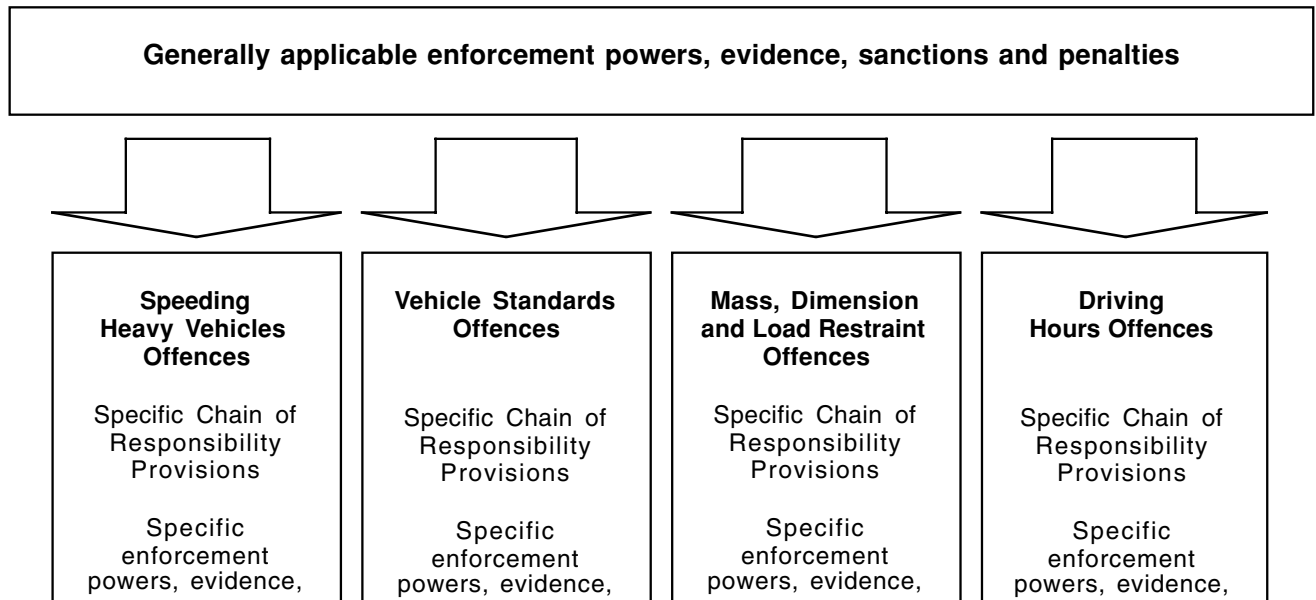 Generally applicable enforcement powers, evidence, sanctions and penalties
Speeding
Heavy Vehicles
Offences
Specific Chain of
Responsibility
Provisions
Specific
enforcement
powers, evidence,
Vehicle Standards
Offences
Specific Chain of
Responsibility
Provisions
Specific
enforcement
powers, evidence,
Mass, Dimension
and Load Restraint
Offences
Specific Chain of
Responsibility
Provisions
Specific
enforcement
powers, evidence,
Driving
Hours Offences
Specific Chain of
Responsibility
Provisions
Specific
enforcement
powers, evidence,